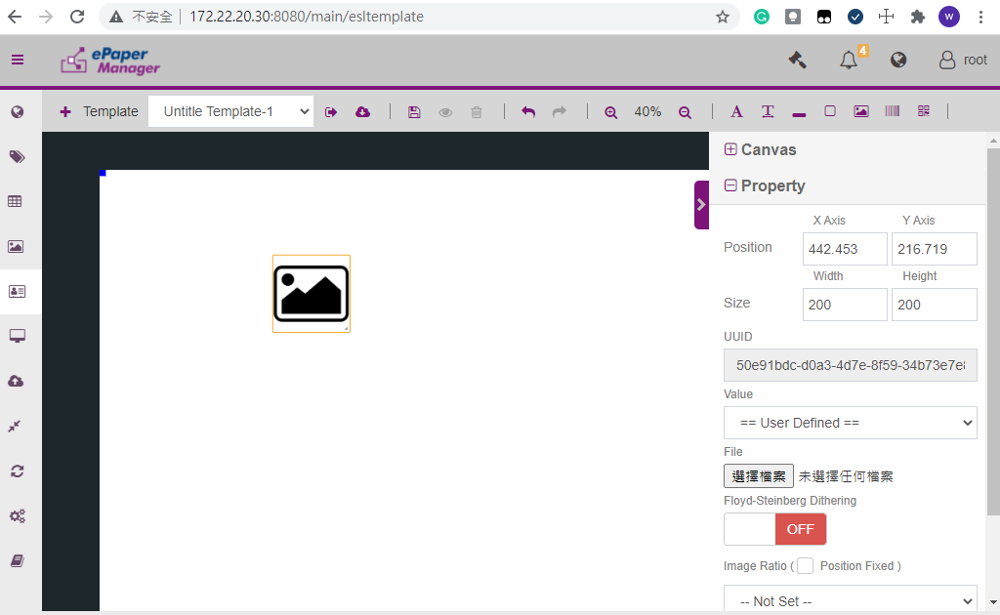 不安全 172.22.20.30:8080/main/esltemplate
W
ePaper
Manager
4
root
Template Untitle Template-1 40%
Canvas
Property
X Axis Y Axis
Position 442.453 216.719
Width Height
Size 200 200
UUID
50e91bdc-d0a3-4d7e-8f59-34b73e7e
Value
== User Defined ==
File
選擇檔案 未選擇任何檔案
Floyd-Steinberg Dithering
OFF
Image Ratio ( Position Fixed )
-- Not Set --